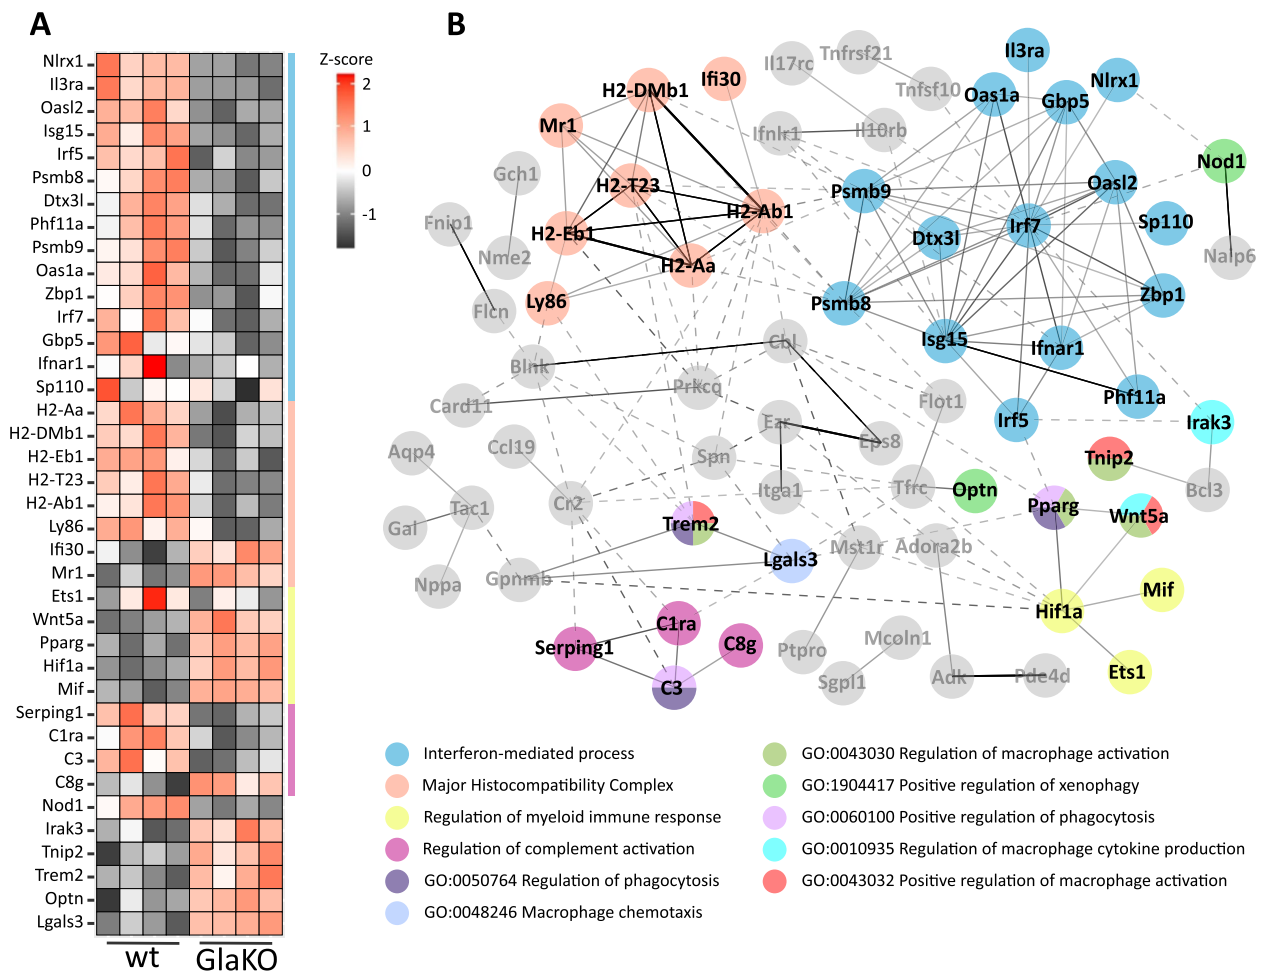 A
Z-score
2
1
0
-1
Nlrx1
Il3ra
Oasl2
Isg15
Irf5
Psmb8
Dtx3l
Phf11a
Psmb9
Oas1a
Zbp1
Irf7
Gbp5
Ifnar1
Sp110
H2-Aa
H2-DMb1
H2-Eb1
H2-T23
H2-Ab1
Ly86
Ifi30
Mr1
Ets1
Wnt5a
Pparg
Hif1a
Mif
Serping1
C1ra
C3
C8g
Nod1
Irak3
Tnip2
Trem2
Optn
Lgals3
wt GlaKO
B
Il3ra
Tnfrsf21
Il17rc
Ifi30
Nlrx1
H2-DMb1
Tnfsf10
Oas1a
Gbp5
Mr1
Ifnlr1
Il10rb
Nod1
Gch1
H2-T23
Psmb9
Oasl2
H2-Ab1
Fnip1
Sp110
Irf7
H2-Eb1
Dtx3l
Nme2
H2-Aa
Nalp6
Zbp1
Ly86
Psmb8
Flcn
Isg15
Cbl
Ifnar1
Blnk
Prkcq
Phf11a
Card11
Flot1
Irf5
Ezr
Irak3
Eps8
Ccl19
Aqp4
Spn
Tnip2
Tfrc
Optn
Itga1
Bcl3
Cr2
Tac1
Pparg
Wnt5a
Gal
Trem2
Mst1r
Adora2b
Lgals3
Gpnmb
Nppa
Mif
Hif1a
C1ra
Mcoln1
C8g
Serping1
Ptpro
Ets1
Adk
Pde4d
Sgpl1
C3
Interferon-mediated process
Major Histocompatibility Complex
Regulation of myeloid immune response
Regulation of complement activation
GO:0050764 Regulation of phagocytosis
GO:0048246 Macrophage chemotaxis
GO:0043030 Regulation of macrophage activation
GO:1904417 Positive regulation of xenophagy
GO:0060100 Positive regulation of phagocytosis
GO:0010935 Regulation of macrophage cytokine production
GO:0043032 Positive regulation of macrophage activation